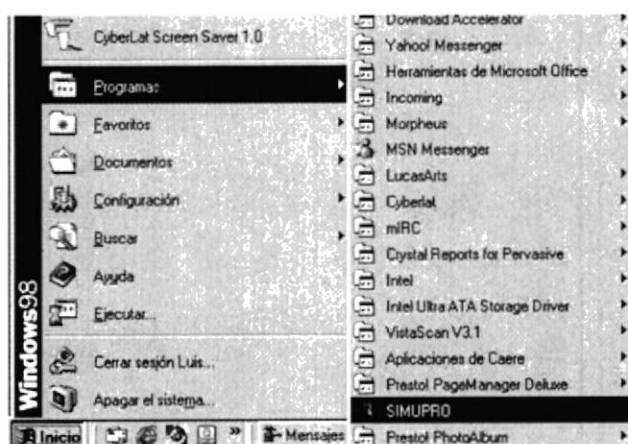 CyberLat Screen Saver 1.0
Programas
Favoritos
Documentos
Configuración
Buscar
Ayuda
Ejecutar...
Cerrar sesión Luis...
Apagar el sistema...
Windows98
Inicio
»
Mensajes
Download Accelerator
Yahoo! Messenger
Herramientas de Microsoft Office
Incoming
Morpheus
MSN Messenger
LucasArts
Cyberlat
mIRC
Crystal Reports for Pervasive
Intel
Intel Ultra ATA Storage Driver
VistaScan V3.1
Aplicaciones de Caere
Presto! PageManager Deluxe
SIMUPRO
Presto! PhotoAlbum